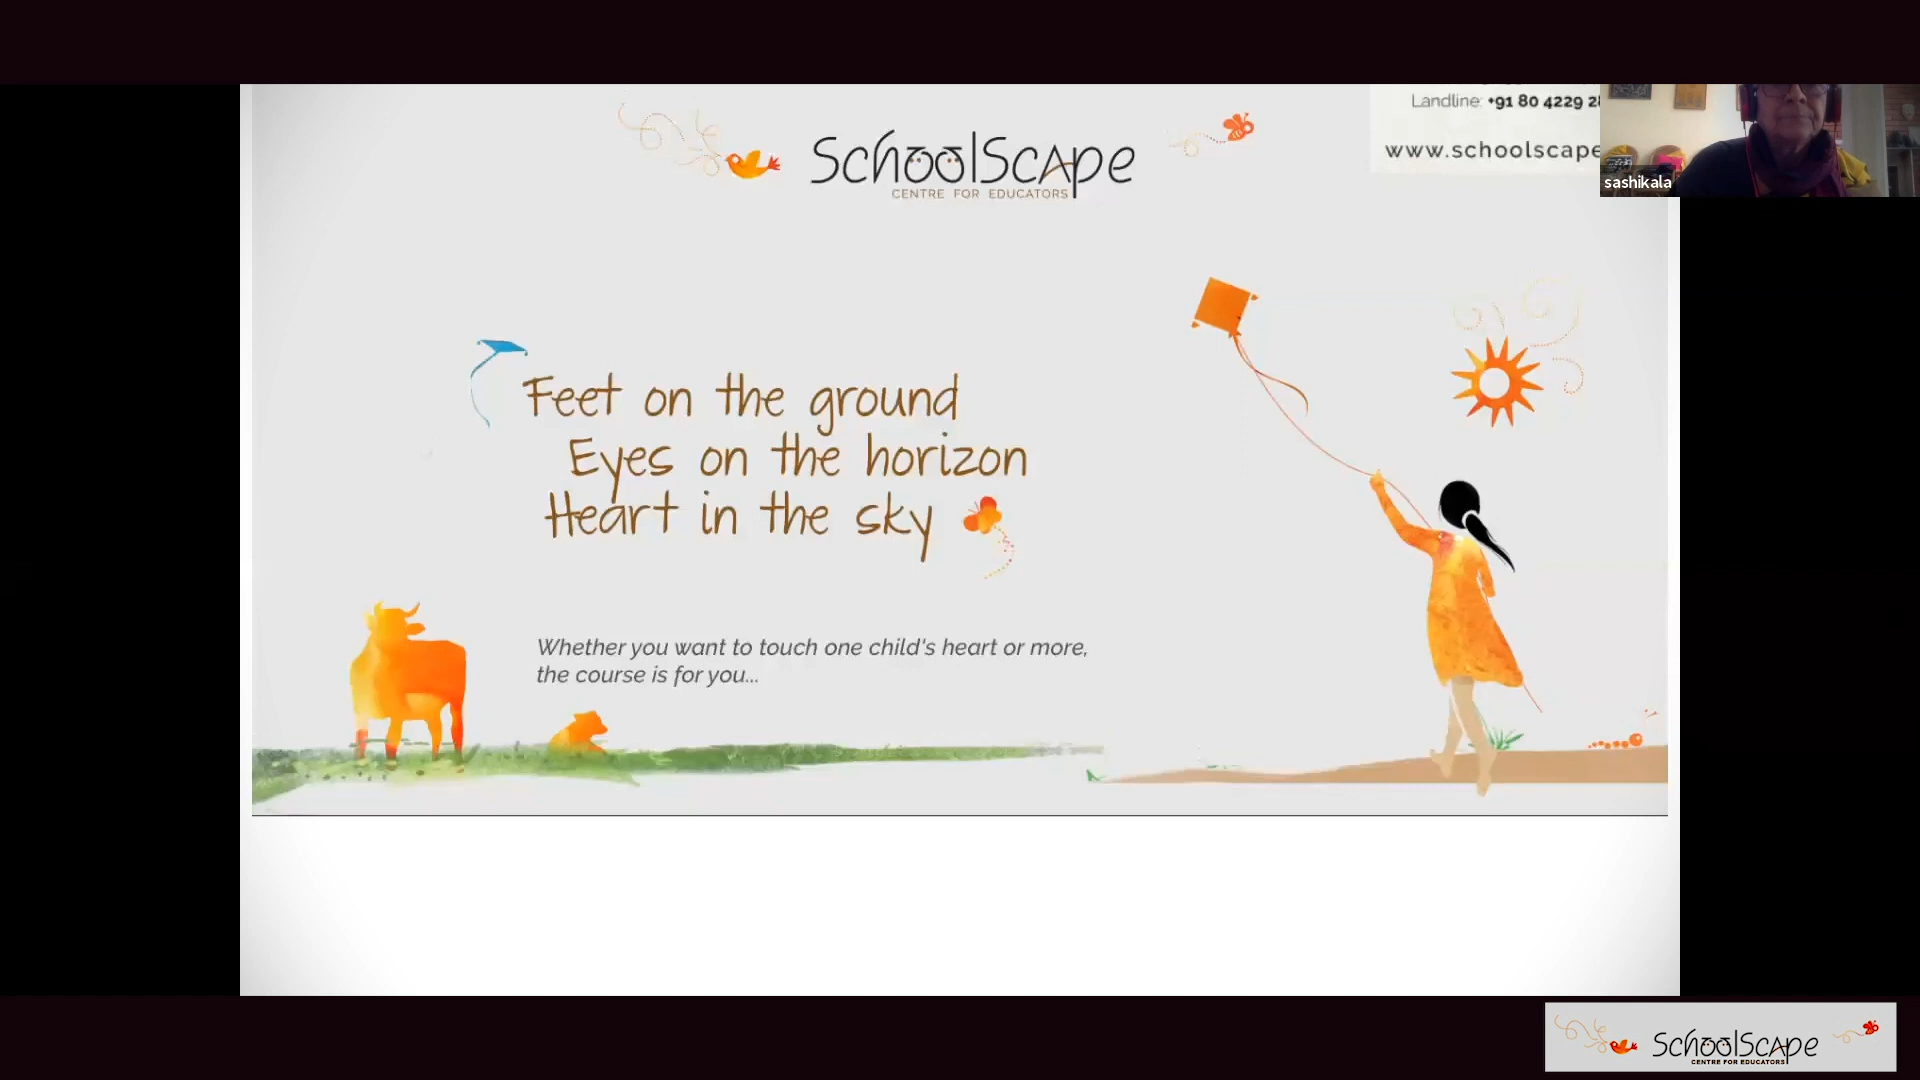 SchoolScape
CENTRE FOR EDUCATORS
Landline: +91 80 4229
www.schoolscape
sashikala
Feet on the ground
Eyes on the horizon
Heart in the sky
Whether you want to touch one child's heart or more,
the course is for you...
SchoolScape
CENTRE FOR EDUCATORS